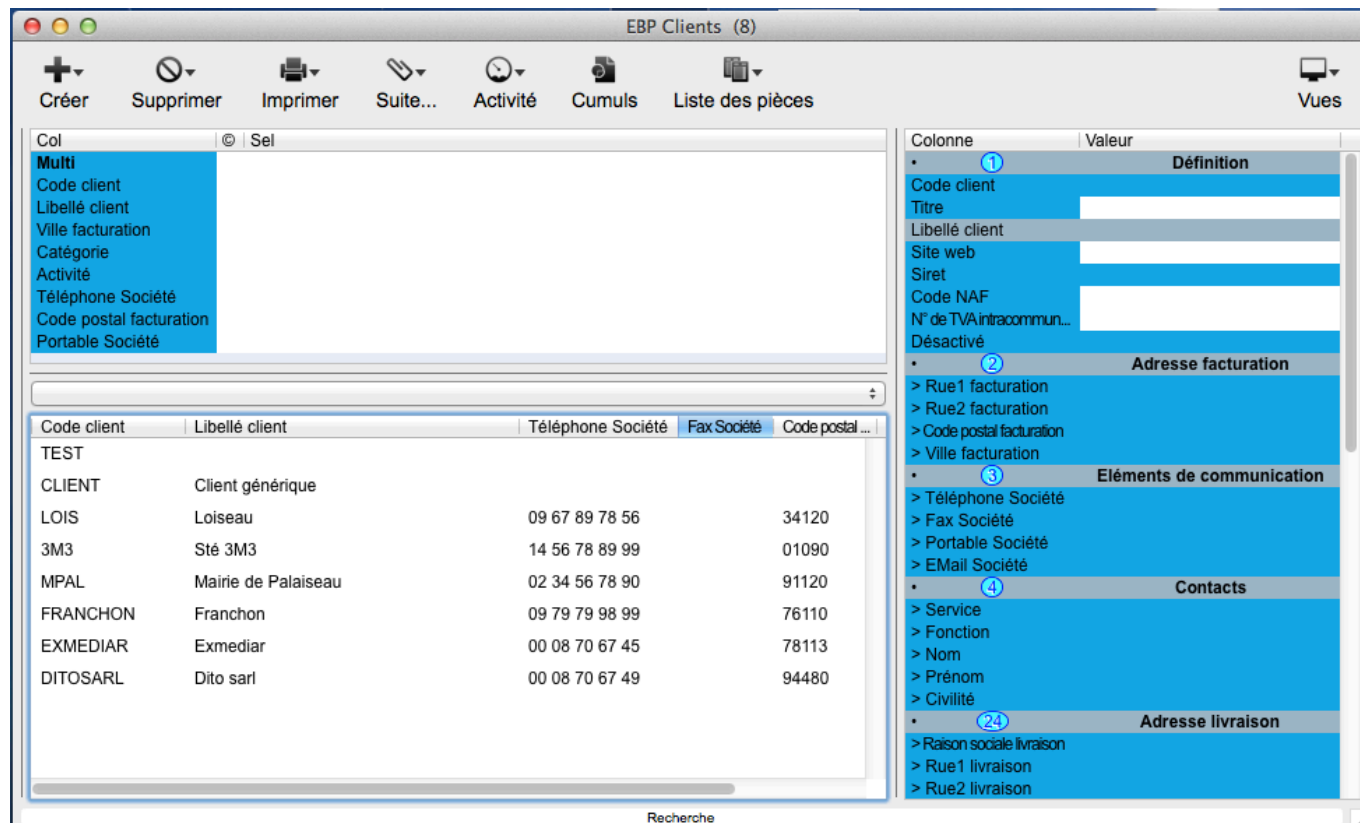 EBP Clients (8)
Créer Supprimer Imprimer Suite... Activité Cumuls Liste des pièces Vues
Col © Sel
Multi
Code client
Libellé client
Ville facturation
Catégorie
Activité
Téléphone Société
Code postal facturation
Portable Société
Code client Libellé client Téléphone Société Fax Société Code postal ...
TEST
CLIENT Client générique
LOIS Loiseau 09 67 89 78 56 34120
3M3 Sté 3M3 14 56 78 89 99 01090
MPAL Mairie de Palaiseau 02 34 56 78 90 91120
FRANCHON Franchon 09 79 79 98 99 76110
EXMEDIAR Exmediar 00 08 70 67 45 78113
DITOSARL Dito sarl 00 08 70 67 49 94480
Colonne Valeur
• 1 Définition
Code client
Titre
Libellé client
Site web
Siret
Code NAF
N° de TVA intracommun...
Désactivé
• 2 Adresse facturation
> Rue1 facturation
> Rue2 facturation
> Code postal facturation
> Ville facturation
• 3 Eléments de communication
> Téléphone Société
> Fax Société
> Portable Société
> EMail Société
• 4 Contacts
> Service
> Fonction
> Nom
> Prénom
> Civilité
• 24 Adresse livraison
> Raison sociale livraison
> Rue1 livraison
> Rue2 livraison
Recherche